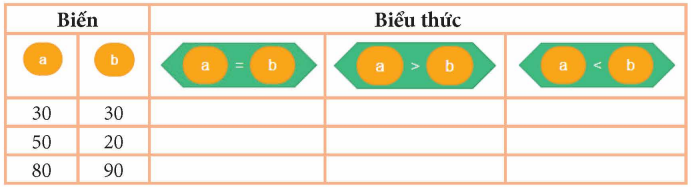 Biến Biểu thức
a b a = b a > b a < b
30 30
50 20
80 90